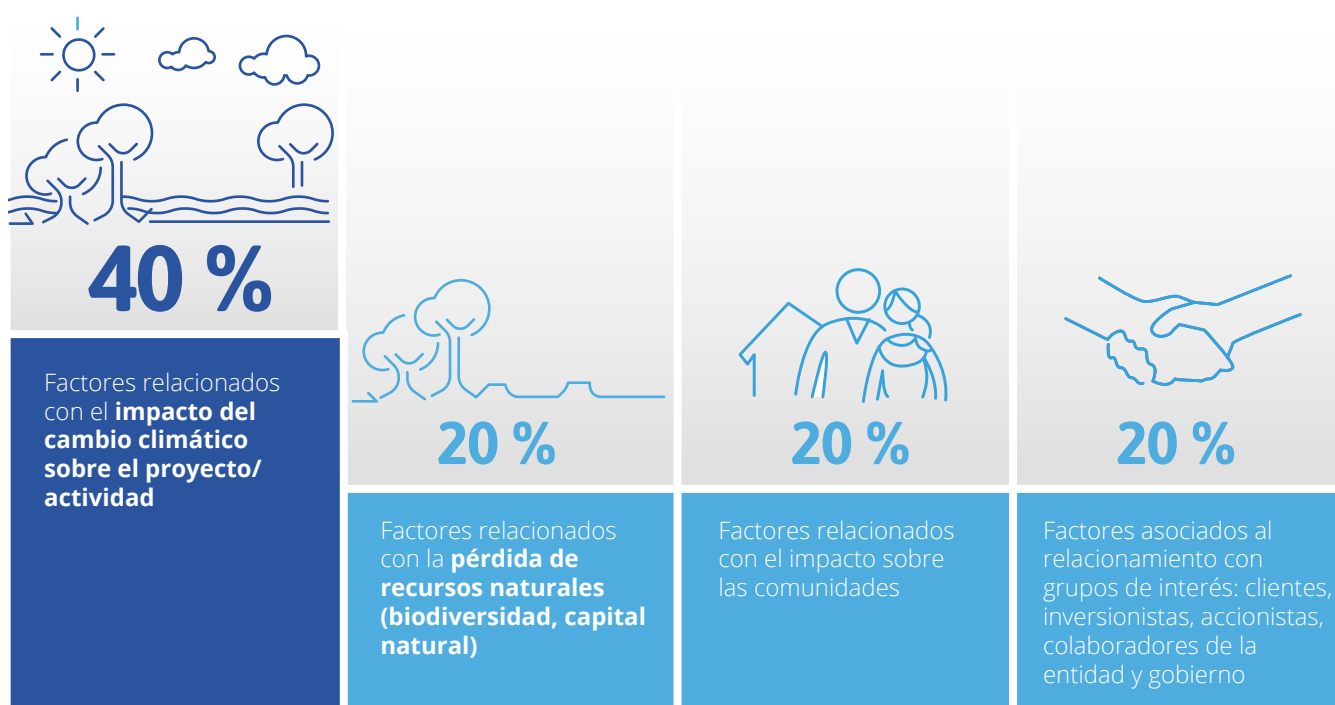 40 %
Factores relacionados
con el impacto del
cambio climático
sobre el proyecto/
actividad
20 %
Factores relacionados
con la pérdida de
recursos naturales
(biodiversidad, capital
natural)
20 %
Factores relacionados
con el impacto sobre
las comunidades
20 %
Factores asociados al
relacionamiento con
grupos de interés: clientes,
inversionistas, accionistas,
colaboradores de la
entidad y gobierno